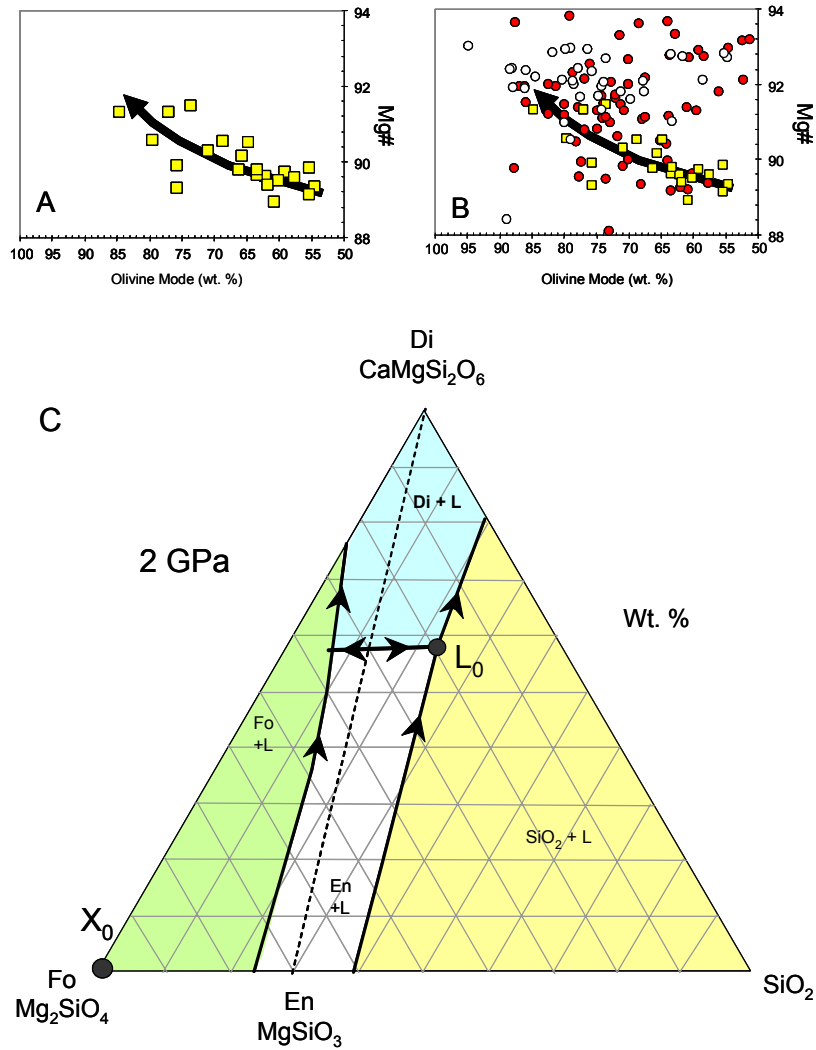 94
92
90
88
Mg#
A
100 95 90 85 80 75 70 65 60 55 50
Olivine Mode (wt. %)
94
92
90
88
Mg#
B
100 95 90 85 80 75 70 65 60 55 50
Olivine Mode (wt. %)
Di
CaMgSi₂O₆
C
Di + L
2 GPa
Wt. %
L₀
Fo
+L
SiO₂ + L
En
+L
X₀
Fo
Mg₂SiO₄
En
MgSiO₃
SiO₂